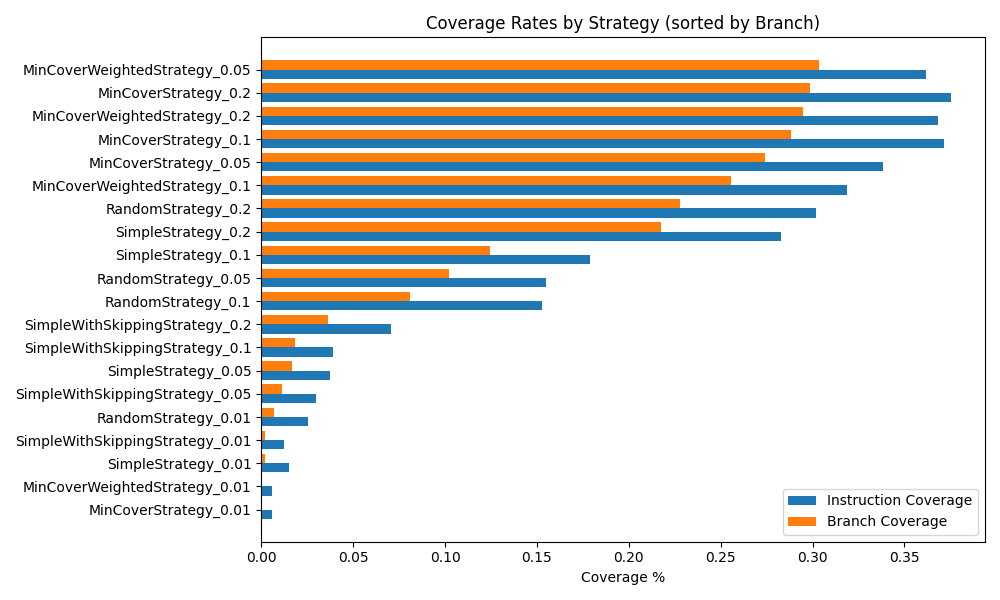 Coverage Rates by Strategy (sorted by Branch)
MinCoverWeightedStrategy_0.05
MinCoverStrategy_0.2
MinCoverWeightedStrategy_0.2
MinCoverStrategy_0.1
MinCoverStrategy_0.05
MinCoverWeightedStrategy_0.1
RandomStrategy_0.2
SimpleStrategy_0.2
SimpleStrategy_0.1
RandomStrategy_0.05
RandomStrategy_0.1
SimpleWithSkippingStrategy_0.2
SimpleWithSkippingStrategy_0.1
SimpleStrategy_0.05
SimpleWithSkippingStrategy_0.05
RandomStrategy_0.01
SimpleWithSkippingStrategy_0.01
SimpleStrategy_0.01
MinCoverWeightedStrategy_0.01
MinCoverStrategy_0.01
Instruction Coverage
Branch Coverage
0.00 0.05 0.10 0.15 0.20 0.25 0.30 0.35
Coverage %